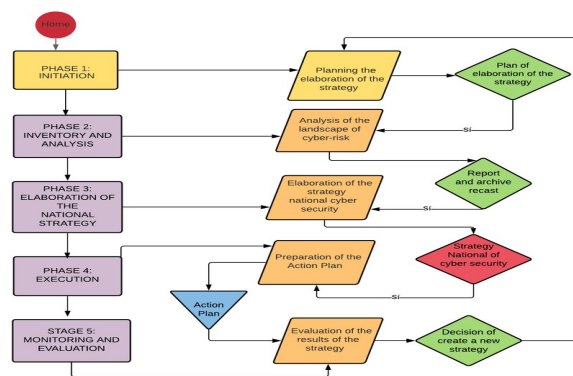 Home
PHASE 1:
INITIATION
Planning the
elaboration of the
strategy
Plan of
elaboration of the
strategy
sí
PHASE 2:
INVENTORY AND
ANALYSIS
Analysis of the
landscape of
cyber-risk
Report
and archive
recast
sí
PHASE 3:
ELABORATION OF
THE
NATIONAL
STRATEGY
Elaboration of the
strategy
national cyber
security
Strategy
National of
cyber security
sí
PHASE 4:
EXECUTION
Preparation of the
Action Plan
Action
Plan
STAGE 5:
MONITORING AND
EVALUATION
Evaluation of the
results of the
strategy
Decision of
create a new
strategy